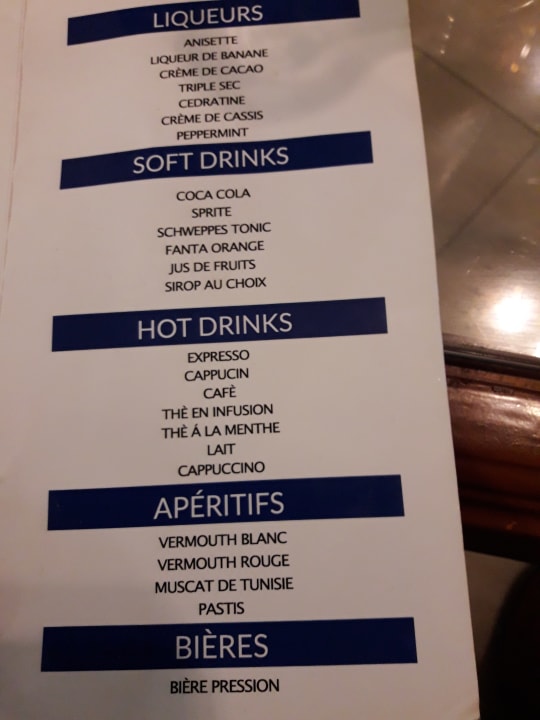 LIQUEURS
ANISETTE
LIQUEUR DE BANANE
CRÈME DE CACAO
TRIPLE SEC
CEDRATINE
CRÈME DE CASSIS
PEPPERMINT
SOFT DRINKS
COCA COLA
SPRITE
SCHWEPPES TONIC
FANTA ORANGE
JUS DE FRUITS
SIROP AU CHOIX
HOT DRINKS
EXPRESSO
CAPPUCIN
CAFÈ
THÈ EN INFUSION
THÈ Á LA MENTHE
LAIT
CAPPUCCINO
APÉRITIFS
VERMOUTH BLANC
VERMOUTH ROUGE
MUSCAT DE TUNISIE
PASTIS
BIÈRES
BIÈRE PRESSION